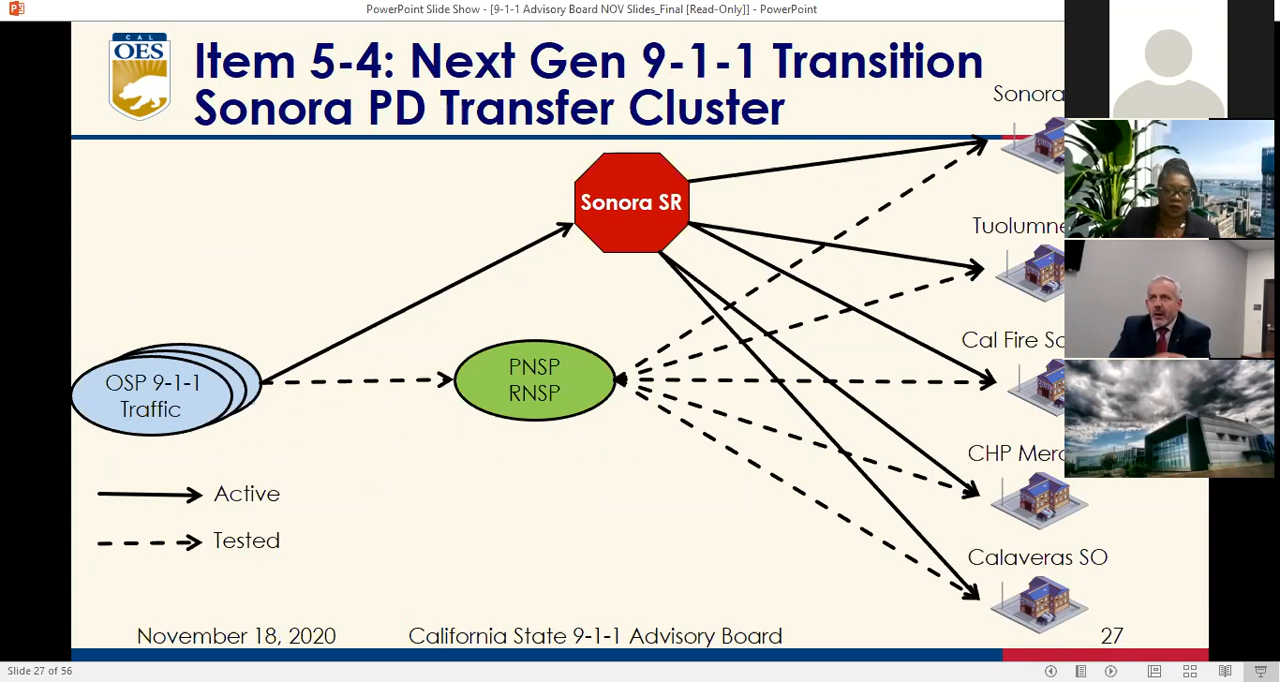 PowerPoint Slide Show - [9-1-1 Advisory Board NOV Slides_Final [Read-Only]] - PowerPoint
CAL
OES
Item 5-4: Next Gen 9-1-1 Transition
Sonora PD Transfer Cluster
Sonora
Sonora SR
Tuolumne
Cal Fire
PNSP
RNSP
OSP 9-1-1
Traffic
CHP
Active
Tested
Calaveras SO
November 18, 2020
California State 9-1-1 Advisory Board
27
Slide 27 of 56